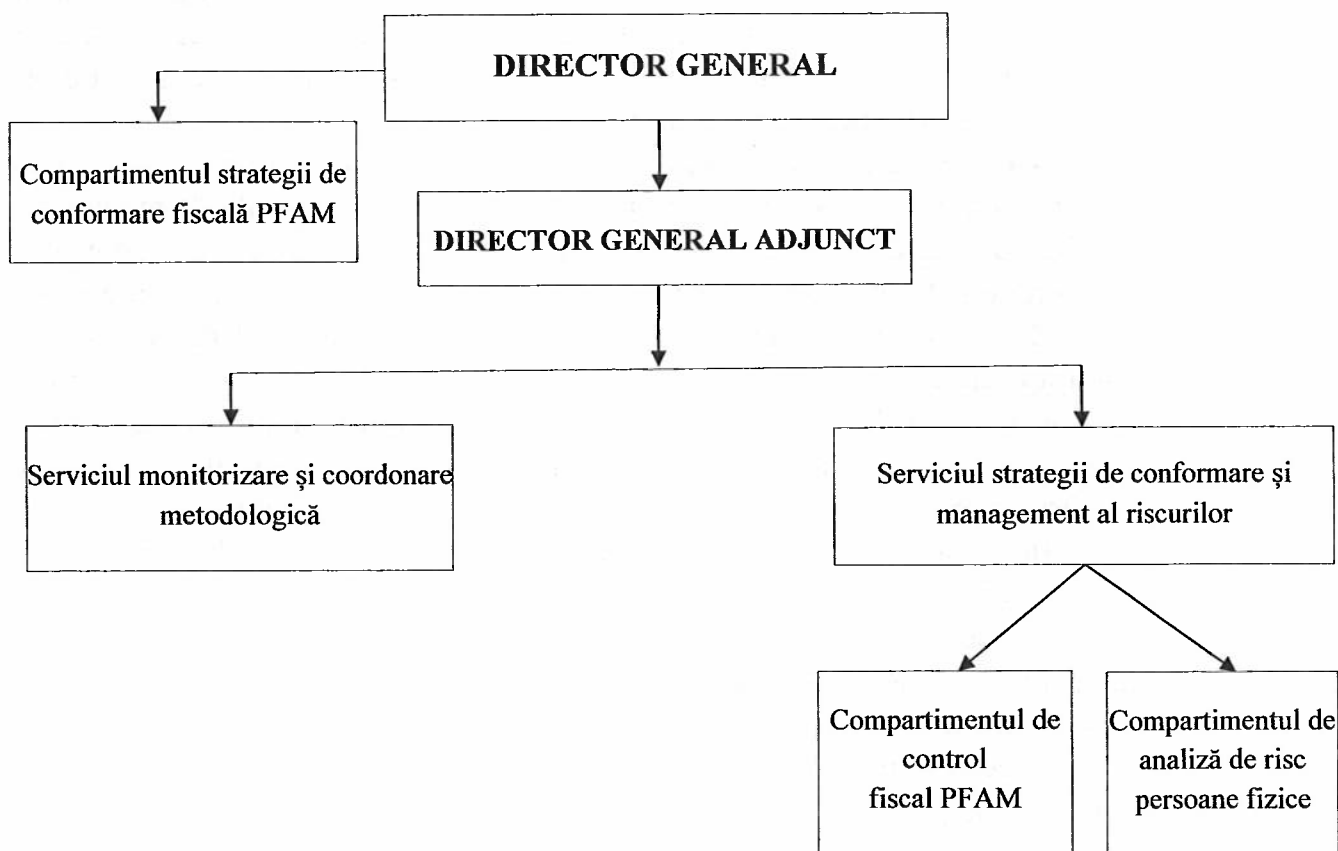 DIRECTOR GENERAL
Compartimentul strategii de
conformare fiscală PFAM
DIRECTOR GENERAL ADJUNCT
Serviciul monitorizare și coordonare
metodologică
Serviciul strategii de conformare și
management al riscurilor
Compartimentul de
control
fiscal PFAM
Compartimentul de
analiză de risc
persoane fizice